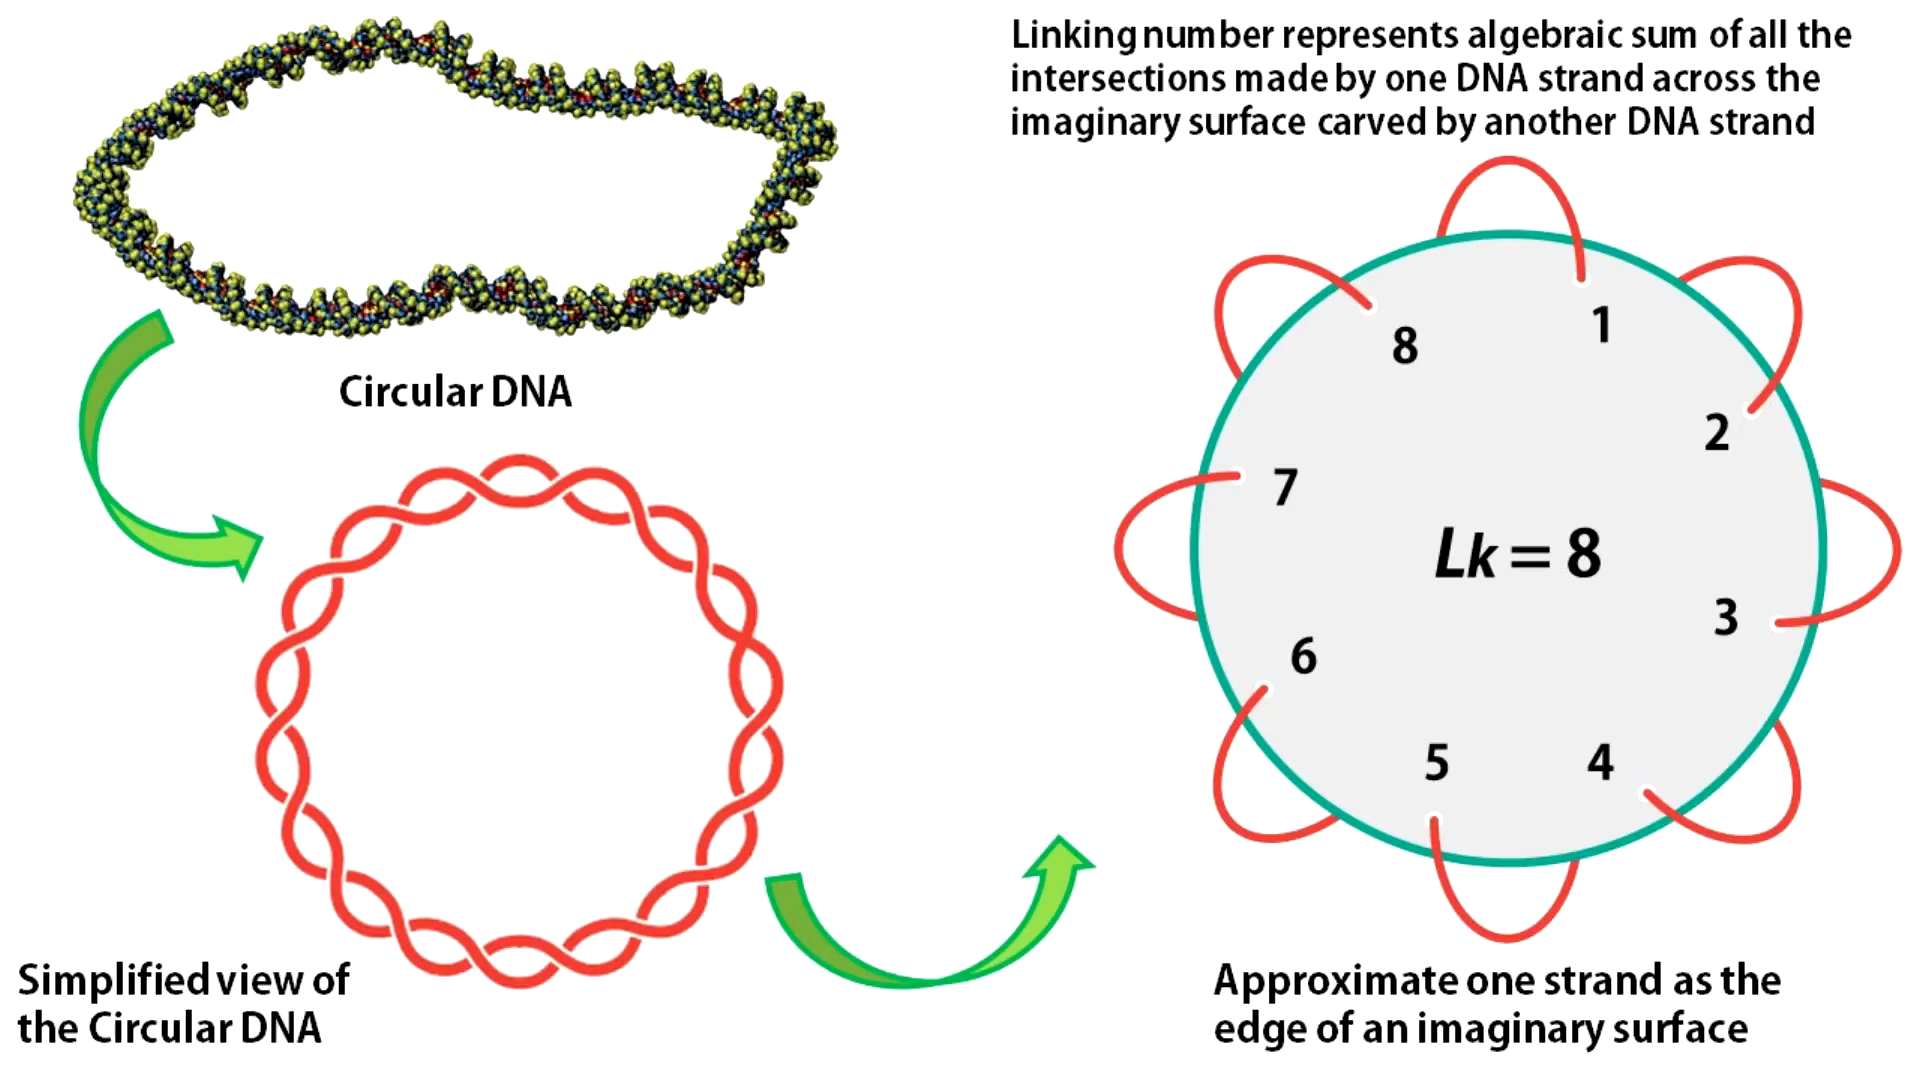 Linking number represents algebraic sum of all the
intersections made by one DNA strand across the
imaginary surface carved by another DNA strand
Circular DNA
8
1
2
7
Lk = 8
3
6
5
4
Simplified view of
the Circular DNA
Approximate one strand as the
edge of an imaginary surface